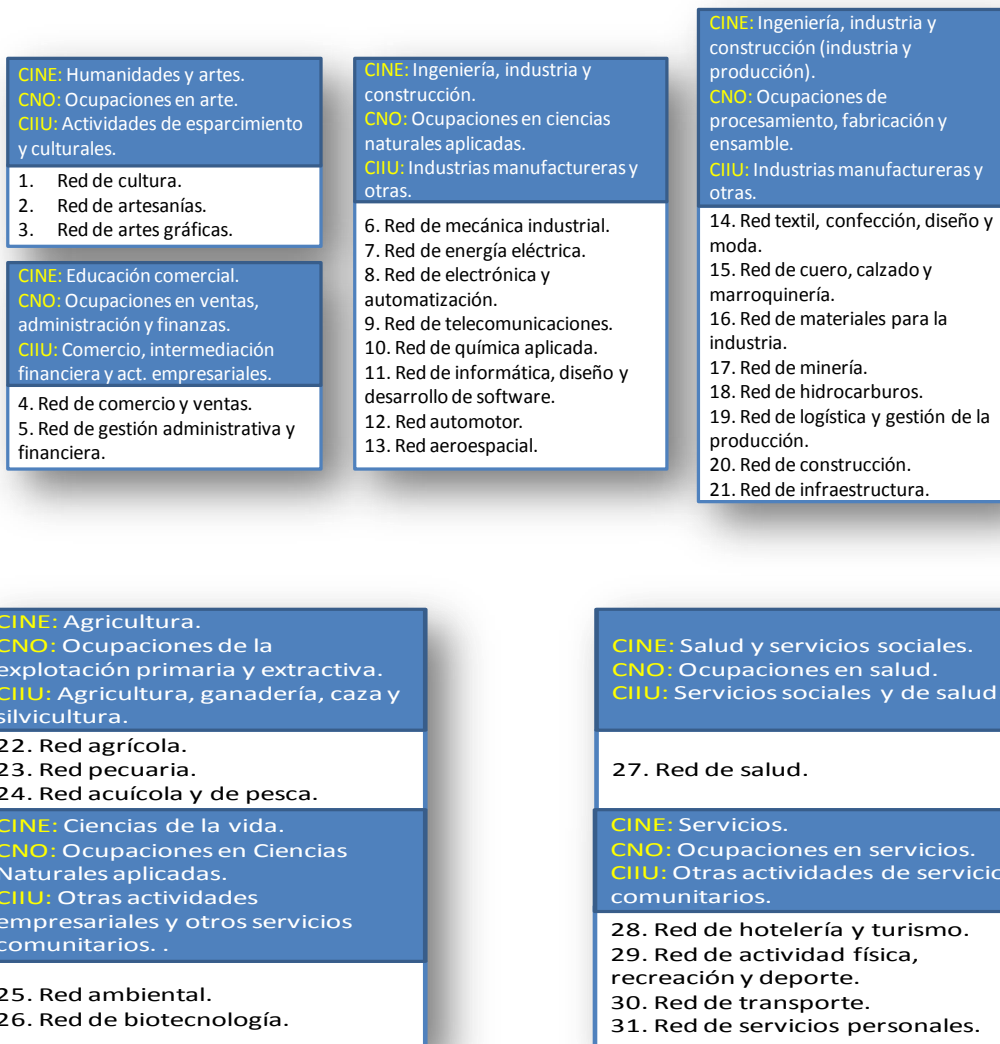 CINE: Humanidades y artes.
CNO: Ocupaciones en arte.
CIIU: Actividades de esparcimiento
y culturales.
1. Red de cultura.
2. Red de artesanías.
3. Red de artes gráficas.
CINE: Educación comercial.
CNO: Ocupaciones en ventas,
administración y finanzas.
CIIU: Comercio, intermediación
financiera y act. empresariales.
4. Red de comercio y ventas.
5. Red de gestión administrativa y
financiera.
CINE: Ingeniería, industria y
construcción.
CNO: Ocupaciones en ciencias
naturales aplicadas.
CIIU: Industrias manufactureras y
otras.
6. Red de mecánica industrial.
7. Red de energía eléctrica.
8. Red de electrónica y
automatización.
9. Red de telecomunicaciones.
10. Red de química aplicada.
11. Red de informática, diseño y
desarrollo de software.
12. Red automotor.
13. Red aeroespacial.
CINE: Ingeniería, industria y
construcción (industria y
producción).
CNO: Ocupaciones de
procesamiento, fabricación y
ensamble.
CIIU: Industrias manufactureras y
otras.
14. Red textil, confección, diseño y
moda.
15. Red de cuero, calzado y
marroquinería.
16. Red de materiales para la
industria.
17. Red de minería.
18. Red de hidrocarburos.
19. Red de logística y gestión de la
producción.
20. Red de construcción.
21. Red de infraestructura.
CINE: Agricultura.
CNO: Ocupaciones de la
explotación primaria y extractiva.
CIIU: Agricultura, ganadería, caza y
silvicultura.
22. Red agrícola.
23. Red pecuaria.
24. Red acuícola y de pesca.
CINE: Ciencias de la vida.
CNO: Ocupaciones en Ciencias
Naturales aplicadas.
CIIU: Otras actividades
empresariales y otros servicios
comunitarios. .
25. Red ambiental.
26. Red de biotecnología.
CINE: Salud y servicios sociales.
CNO: Ocupaciones en salud.
CIIU: Servicios sociales y de salud
27. Red de salud.
CINE: Servicios.
CNO: Ocupaciones en servicios.
CIIU: Otras actividades de servicio
comunitarios.
28. Red de hotelería y turismo.
29. Red de actividad física,
recreación y deporte.
30. Red de transporte.
31. Red de servicios personales.